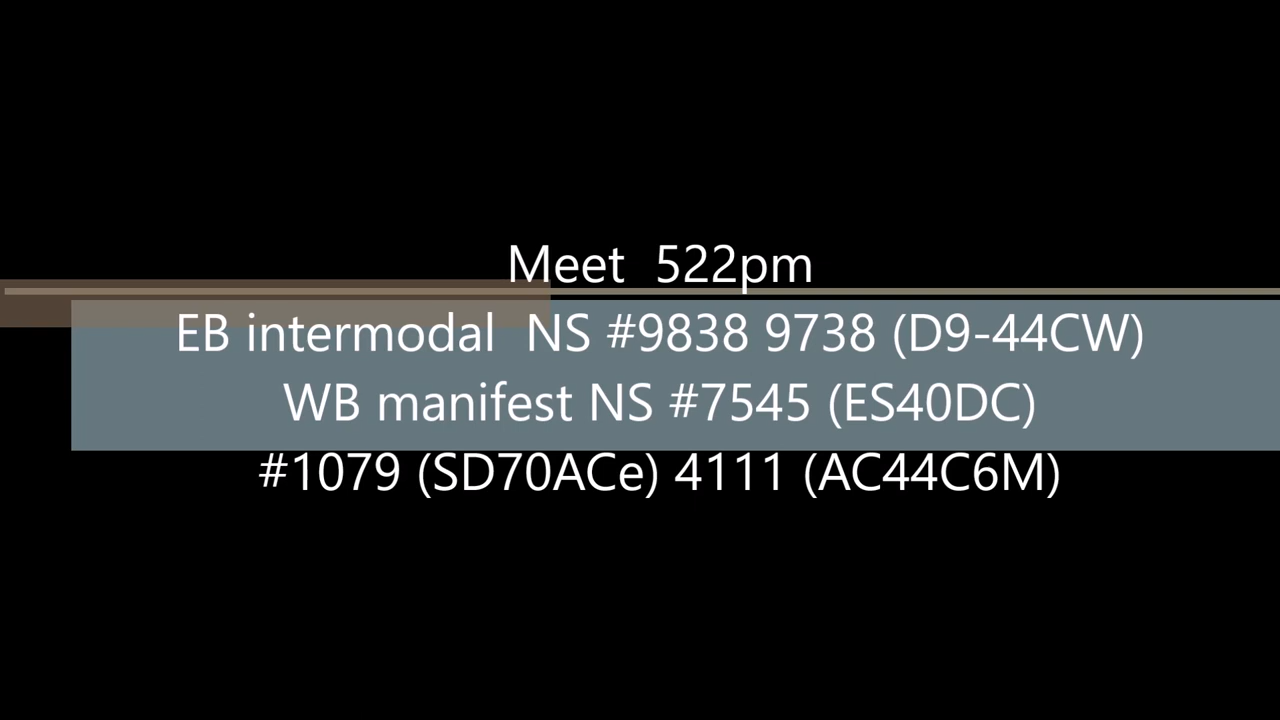 Meet  522pm
EB intermodal  NS #9838 9738 (D9-44CW)
WB manifest NS #7545 (ES40DC)
#1079 (SD70ACe) 4111 (AC44C6M)